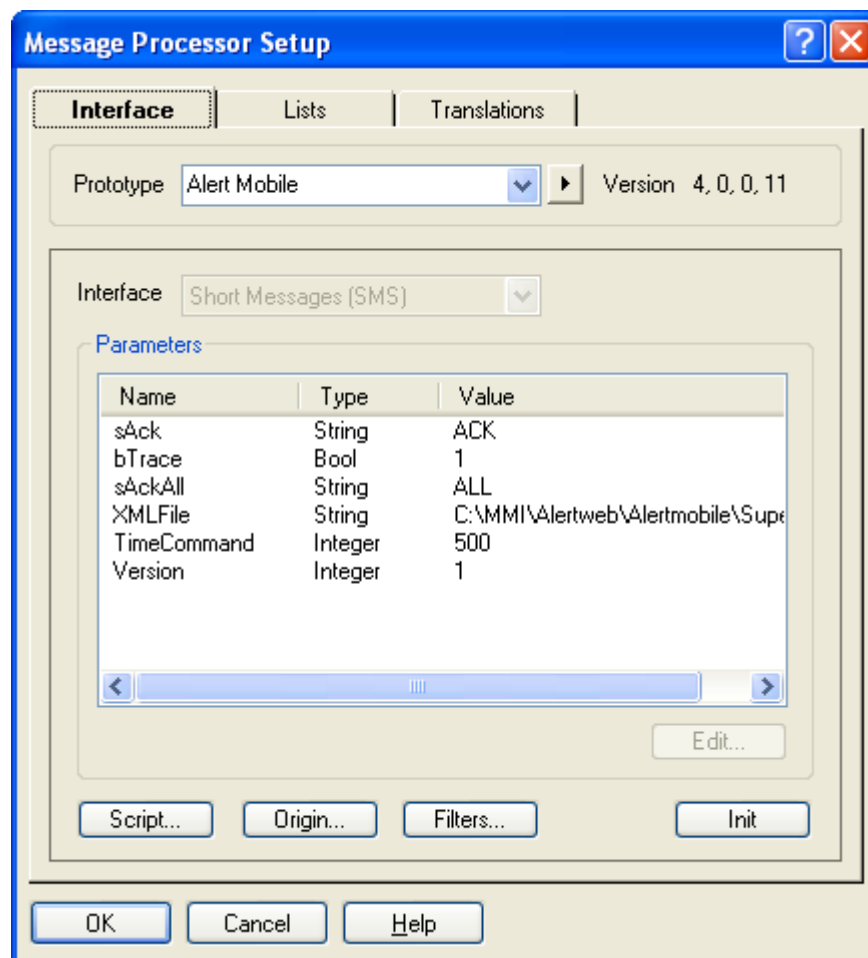 Message Processor Setup
Interface Lists Translations
Prototype Alert Mobile Version 4, 0, 0, 11
Interface Short Messages (SMS)
Parameters
Name Type Value
sAck String ACK
bTrace Bool 1
sAckAll String ALL
XMLFile String C:\MMI\Alertweb\Alertmobile\Supe
TimeCommand Integer 500
Version Integer 1
Edit...
Script... Origin... Filters... Init
OK Cancel Help